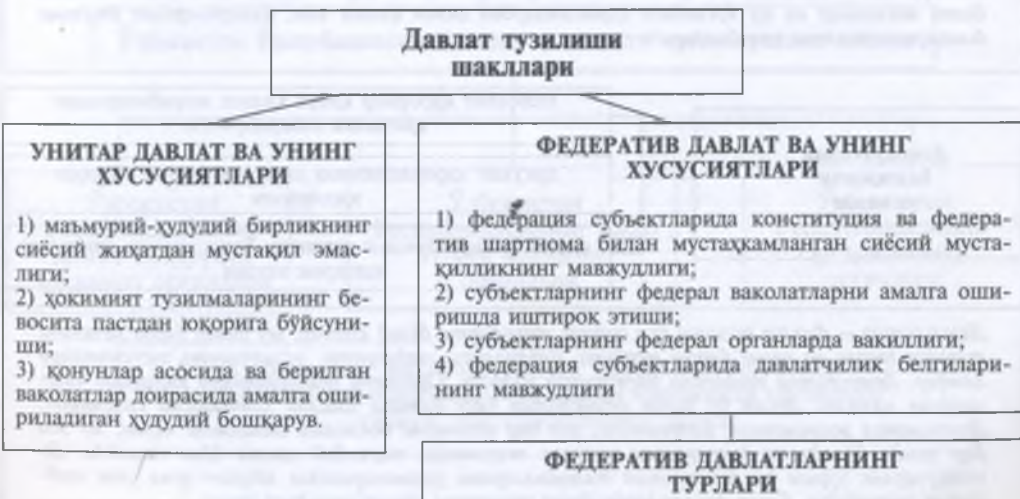 Давлат тузилиши
шакллари
УНИТАР ДАВЛАТ ВА УНИНГ
ХУСУСИЯТЛАРИ
1) маъмурий-ҳудудий бирликнинг
сиёсий жиҳатдан мустақил эмас-
лиги;
2) ҳокимият тузилмаларининг бе-
восита пастдан юқорига бўйсуни-
ши;
3) қонунлар асосида ва берилган
ваколатлар доирасида амалга оши-
риладиган ҳудудий бошқарув.
ФЕДЕРАТИВ ДАВЛАТ ВА УНИНГ
ХУСУСИЯТЛАРИ
1) федерация субъектларида конституция ва федера-
тив шартнома билан мустаҳкамланган сиёсий муста-
қилликнинг мавжудлиги;
2) субъектларнинг федерал ваколатларни амалга оши-
ришда иштирок этиши;
3) субъектларнинг федерал органларда вакиллиги;
4) федерация субъектларида давлатчилик белгилари-
нинг мавжудлиги
ФЕДЕРАТИВ ДАВЛАТЛАРНИНГ
ТУРЛАРИ